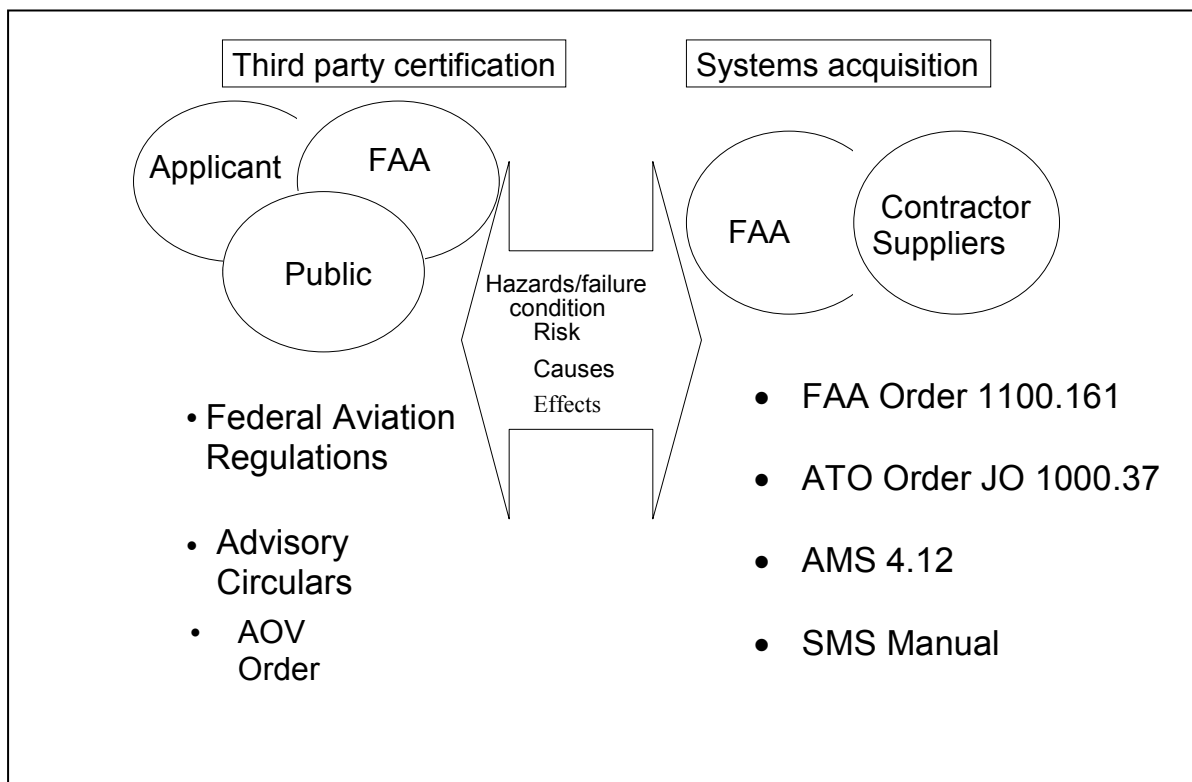 Third party certification
Systems acquisition
Applicant
FAA
Public
FAA
Contractor
Suppliers
Hazards/failure
condition
Risk
Causes
Effects
• Federal Aviation
Regulations
• Advisory
Circulars
• AOV
Order
• FAA Order 1100.161
• ATO Order JO 1000.37
• AMS 4.12
• SMS Manual